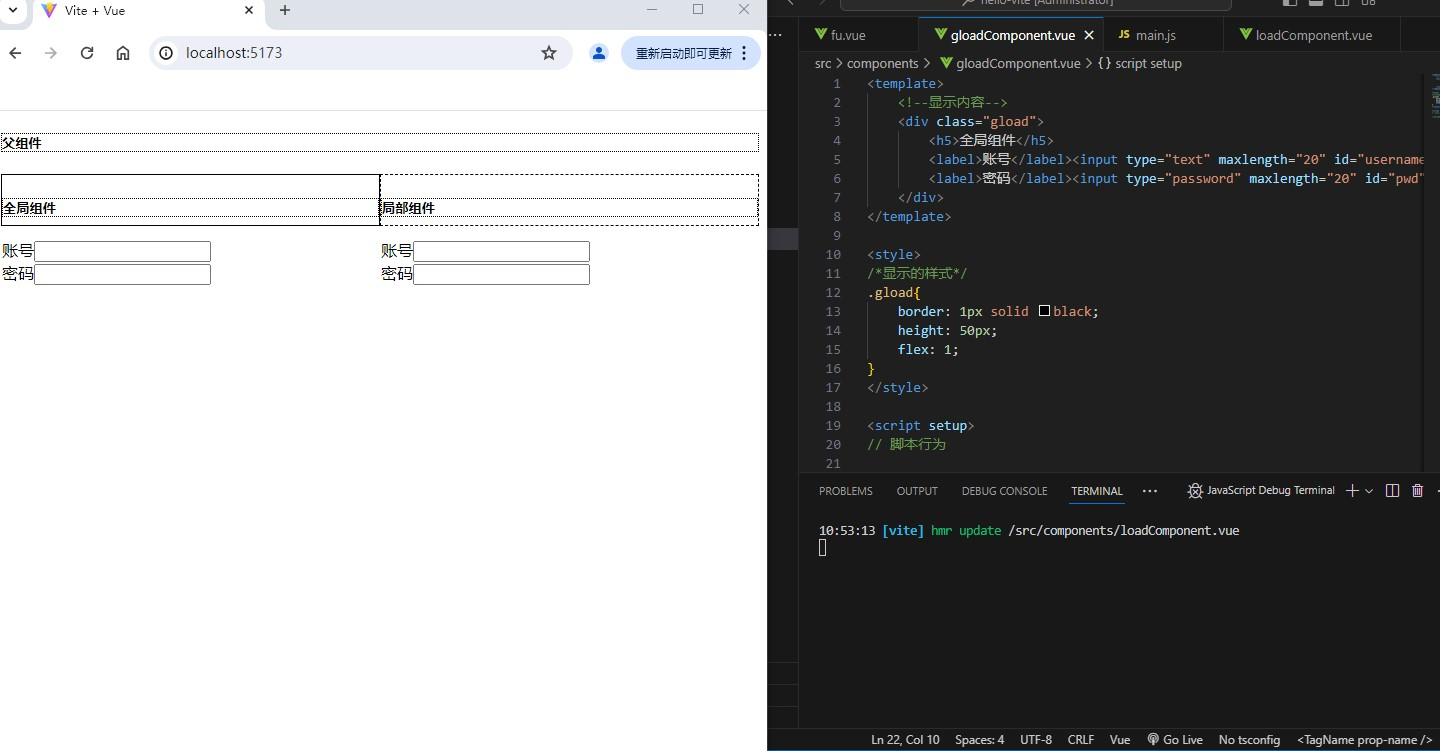 Vite + Vue
localhost:5173
重新启动即可更新
父组件
全局组件
局部组件
账号
账号
密码
密码
hello-vite [Administrator]
fu.vue
gloadComponent.vue
JS main.js
loadComponent.vue
src > components > gloadComponent.vue > {} script setup
1 <template>
2 <!--显示内容-->
3 <div class="gload">
4 <h5>全局组件</h5>
5 <label>账号</label><input type="text" maxlength="20" id="username
6 <label>密码</label><input type="password" maxlength="20" id="pwd"
7 </div>
8 </template>
9
10 <style>
11 /*显示的样式*/
12 .gload{
13 border: 1px solid black;
14 height: 50px;
15 flex: 1;
16 }
17 </style>
18
19 <script setup>
20 // 脚本行为
21
PROBLEMS OUTPUT DEBUG CONSOLE TERMINAL ··· JavaScript Debug Terminal
10:53:13 [vite] hmr update /src/components/loadComponent.vue
Ln 22, Col 10 Spaces: 4 UTF-8 CRLF Vue Go Live No tsconfig <TagName prop-name />